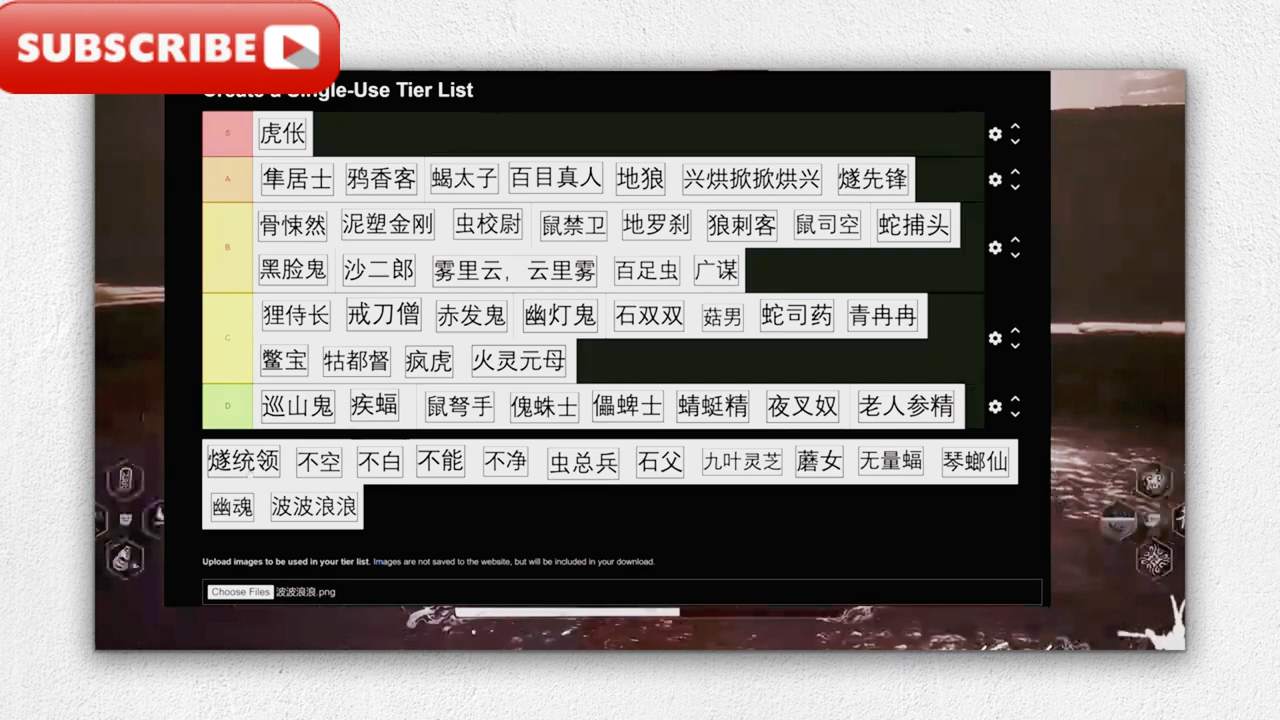 SUBSCRIBE
Create a Single-Use Tier List
S
虎伥
A
隼居士 鸦香客 蝎太子 百目真人 地狼 兴烘掀掀烘兴 燧先锋
B
骨悚然 泥塑金刚 虫校尉 鼠禁卫 地罗刹 狼刺客 鼠司空 蛇捕头
黑脸鬼 沙二郎 雾里云，云里雾 百足虫 广谋
C
狸侍长 戒刀僧 赤发鬼 幽灯鬼 石双双 菇男 蛇司药 青冉冉
鳖宝 牯都督 疯虎 火灵元母
D
巡山鬼 疾蝠 鼠弩手 傀蛛士 儡蜱士 蜻蜓精 夜叉奴 老人参精
燧统领 不空 不白 不能 不净 虫总兵 石父 九叶灵芝 蘑女 无量蝠 琴螂仙
幽魂 波波浪浪
Upload images to be used in your tier list. Images are not saved to the website, but will be included in your download.
Choose Files 波波浪浪.png